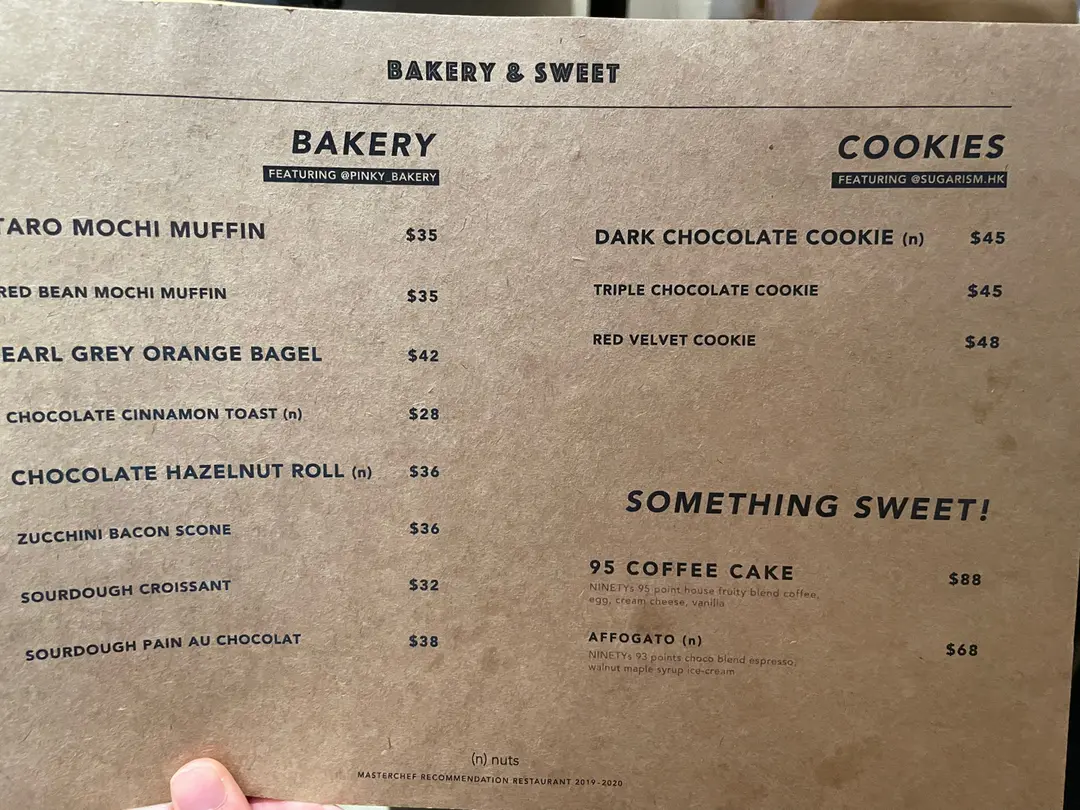 BAKERY & SWEET
BAKERY
FEATURING @PINKY_BAKERY
TARO MOCHI MUFFIN $35
RED BEAN MOCHI MUFFIN $35
EARL GREY ORANGE BAGEL $42
CHOCOLATE CINNAMON TOAST (n) $28
CHOCOLATE HAZELNUT ROLL (n) $36
ZUCCHINI BACON SCONE $36
SOURDOUGH CROISSANT $32
SOURDOUGH PAIN AU CHOCOLAT $38
COOKIES
FEATURING @SUGARISM.HK
DARK CHOCOLATE COOKIE (n) $45
TRIPLE CHOCOLATE COOKIE $45
RED VELVET COOKIE $48
SOMETHING SWEET!
95 COFFEE CAKE $88
NINETYs 95 point house fruity blend coffee,
egg, cream cheese, vanilla
AFFOGATO (n) $68
NINETYs 93 points choco blend espresso,
walnut maple syrup ice-cream
(n) nuts
MASTERCHEF RECOMMENDATION RESTAURANT 2019-2020